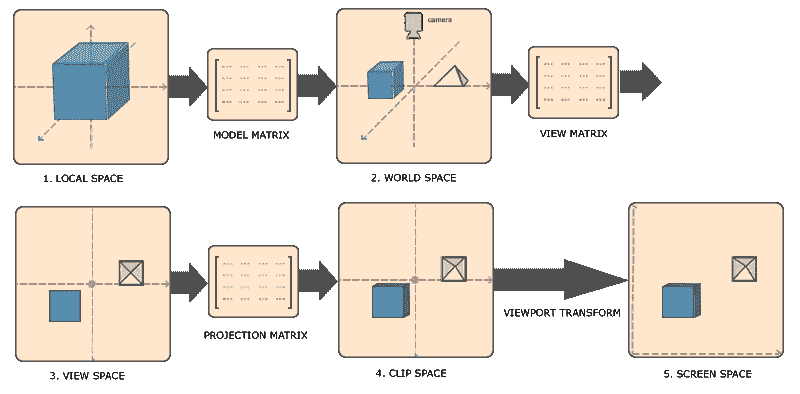 camera
MODEL MATRIX
VIEW MATRIX
1. LOCAL SPACE
2. WORLD SPACE
PROJECTION MATRIX
VIEWPORT TRANSFORM
3. VIEW SPACE
4. CLIP SPACE
5. SCREEN SPACE